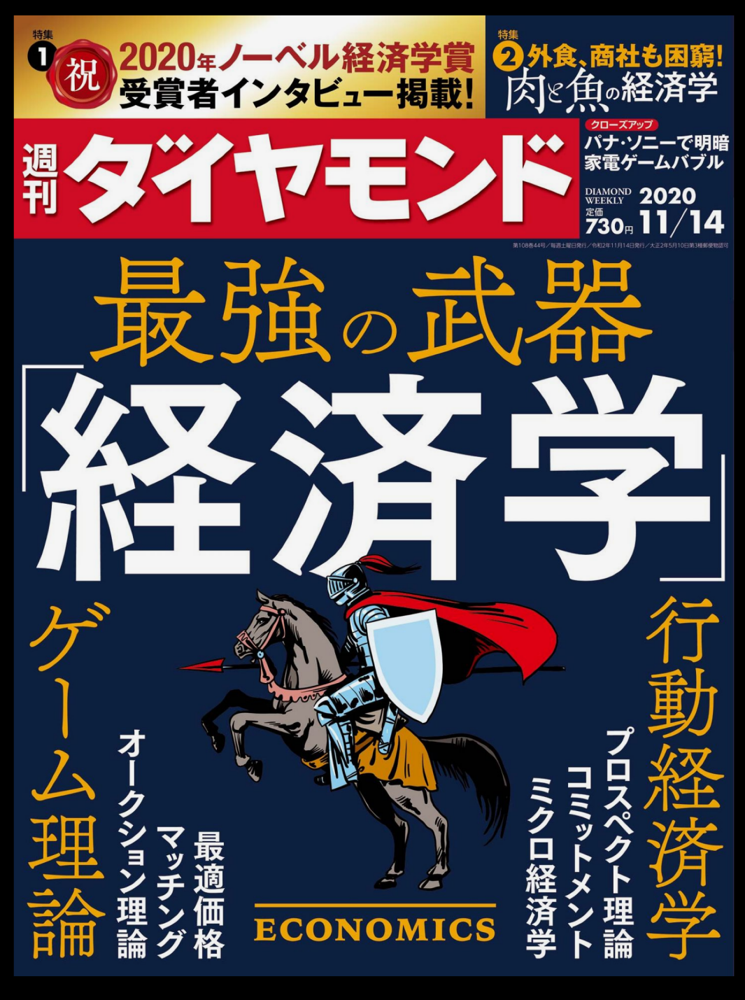 特集
1
祝
2020年ノーベル経済学賞
受賞者インタビュー掲載!
特集
2 外食、商社も困窮!
肉と魚の経済学
週刊
ダイヤモンド
クローズアップ
パナ・ソニーで明暗
家電ゲームバブル
DIAMOND
WEEKLY
2020
11/14
定価
730円
第108巻44号/毎週土曜日発行/令和2年11月14日発行/大正2年5月10日第3種郵便物認可
最強の武器
「経済学」
行動経済学
プロスペクト理論
コミットメント
ミクロ経済学
ゲーム理論
オークション理論
マッチング
最適価格
ECONOMICS